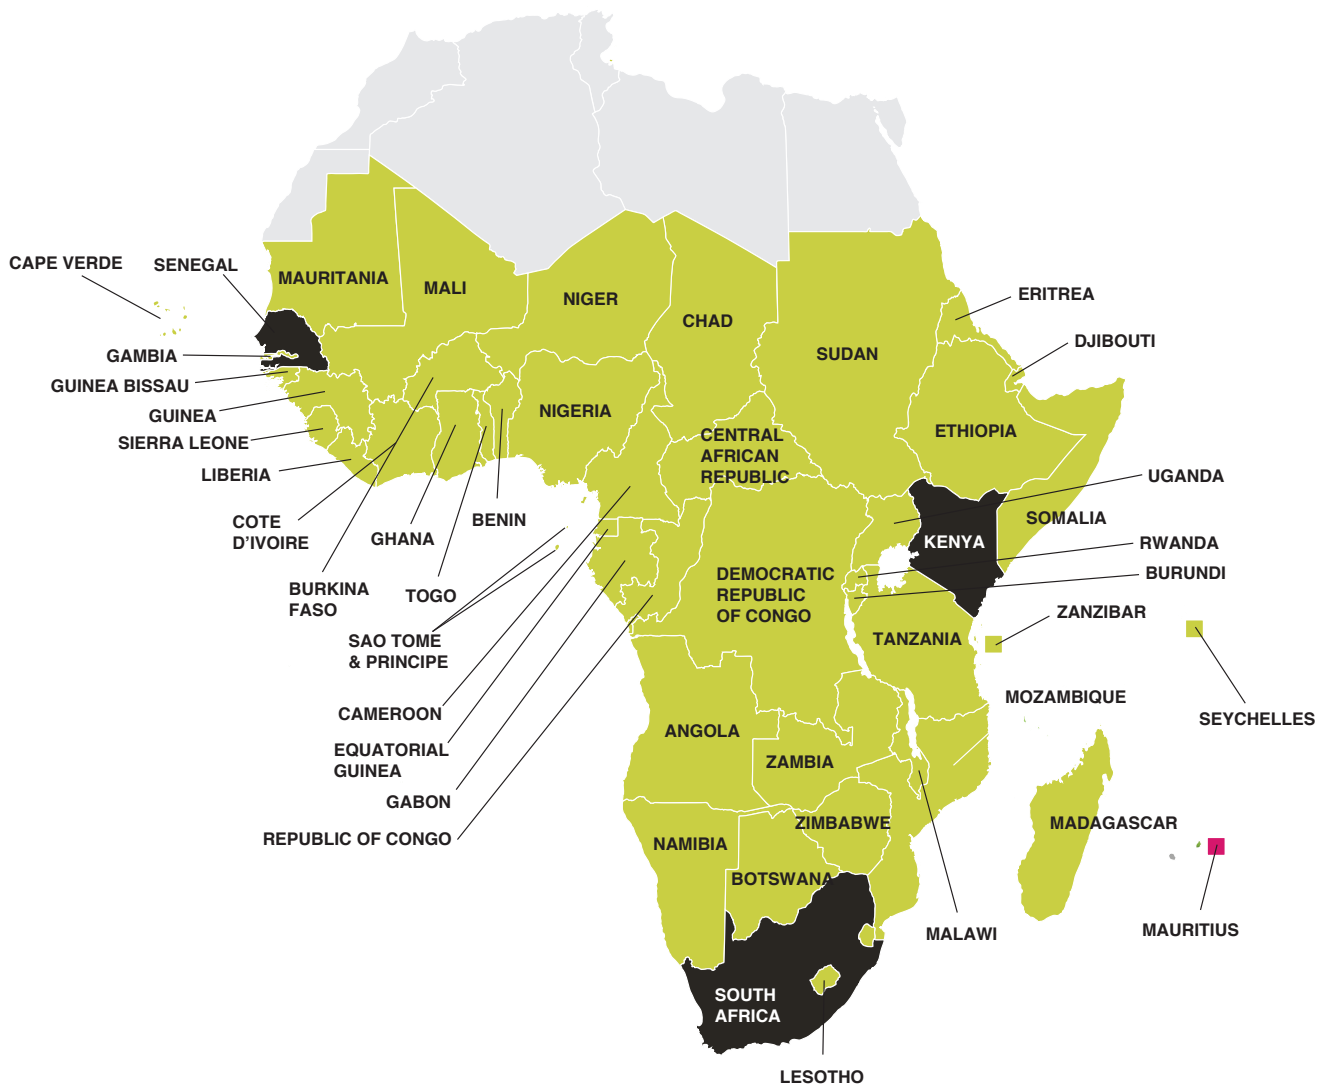 CAPE VERDE
SENEGAL
MAURITANIA
MALI
NIGER
CHAD
SUDAN
ERITREA
DJIBOUTI
GAMBIA
GUINEA BISSAU
GUINEA
SIERRA LEONE
LIBERIA
NIGERIA
CENTRAL
AFRICAN
REPUBLIC
ETHIOPIA
UGANDA
COTE
D'IVOIRE
GHANA
BENIN
SOMALIA
KENYA
RWANDA
BURUNDI
BURKINA
FASO
TOGO
DEMOCRATIC
REPUBLIC
OF CONGO
ZANZIBAR
SAO TOME
& PRINCIPE
TANZANIA
MOZAMBIQUE
SEYCHELLES
CAMEROON
EQUATORIAL
GUINEA
ANGOLA
ZAMBIA
GABON
REPUBLIC OF CONGO
NAMIBIA
ZIMBABWE
MADAGASCAR
BOTSWANA
MALAWI
MAURITIUS
SOUTH
AFRICA
LESOTHO